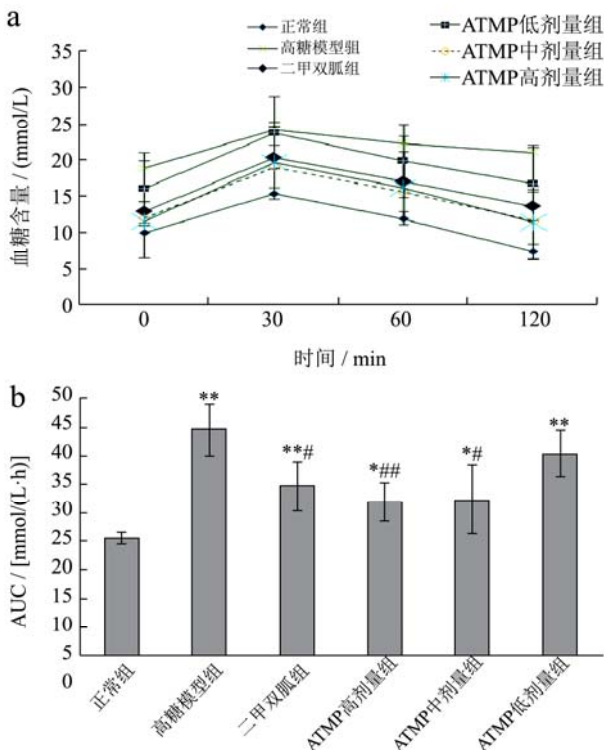 a
正常组
高糖模型驵
二甲双胍组
ATMP低剂量组
ATMP中剂量组
ATMP高剂量组
血糖含量 / (mmol/L)
35
30
25
20
15
10
5
0
0 30 60 120
时间 / min
b
AUC / [mmol/(L·h)]
50
45
40
35
30
25
20
15
10
5
0
** **# *## *# **
正常组
高糖模型组
二甲双胍组
ATMP高剂量组
ATMP中剂量组
ATMP低剂量组